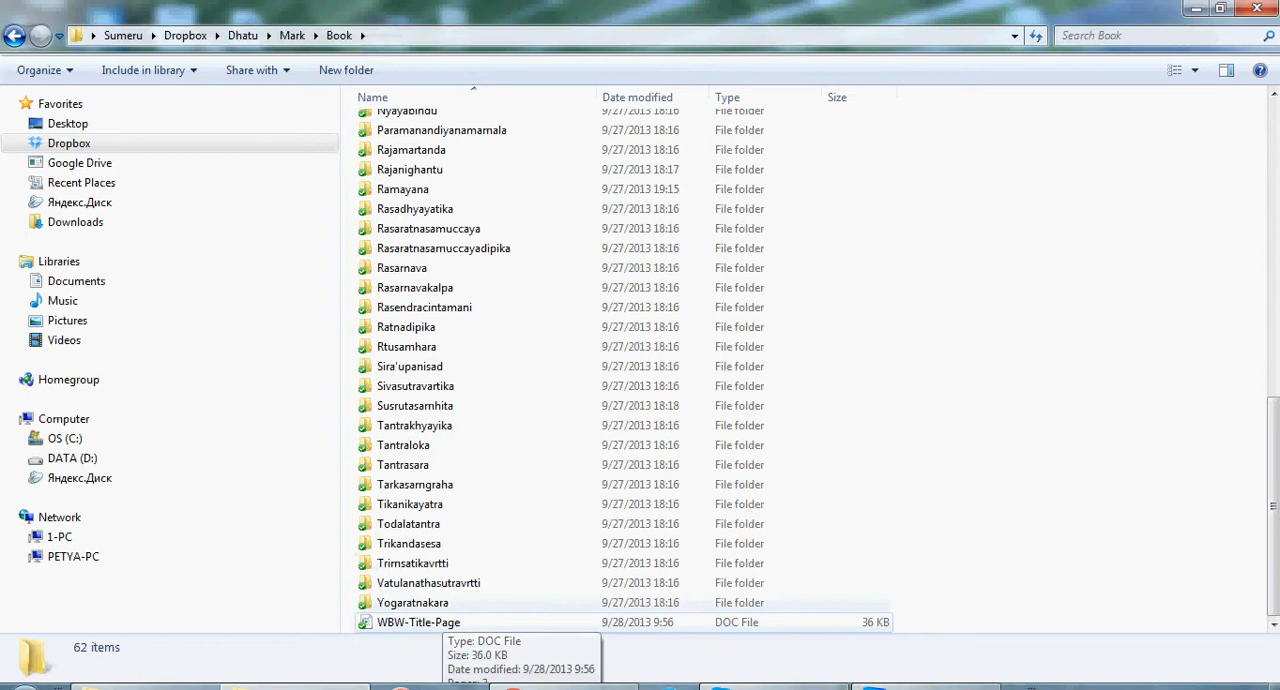 Sumeru Dropbox Dhatu Mark Book
Search Book
Organize Include in library Share with New folder
Favorites
Desktop
Dropbox
Google Drive
Recent Places
Яндекс.Диск
Downloads
Libraries
Documents
Music
Pictures
Videos
Homegroup
Computer
OS (C:)
DATA (D:)
Яндекс.Диск
Network
1-PC
PETYA-PC
Name Date modified Type Size
Nyayabindu 9/27/2013 18:16 File folder
Paramanandiyanamamala 9/27/2013 18:16 File folder
Rajamartanda 9/27/2013 18:16 File folder
Rajanighantu 9/27/2013 18:17 File folder
Ramayana 9/27/2013 19:15 File folder
Rasadhyayatika 9/27/2013 18:16 File folder
Rasaratnasamuccaya 9/27/2013 18:16 File folder
Rasaratnasamuccayadipika 9/27/2013 18:16 File folder
Rasarnava 9/27/2013 18:16 File folder
Rasarnavakalpa 9/27/2013 18:16 File folder
Rasendracintamani 9/27/2013 18:16 File folder
Ratnadipika 9/27/2013 18:16 File folder
Rtusamhara 9/27/2013 18:16 File folder
Sira'upanisad 9/27/2013 18:16 File folder
Sivasutravartika 9/27/2013 18:16 File folder
Susrutasamhita 9/27/2013 18:18 File folder
Tantrakhyayika 9/27/2013 18:16 File folder
Tantraloka 9/27/2013 18:16 File folder
Tantrasara 9/27/2013 18:16 File folder
Tarkasamgraha 9/27/2013 18:16 File folder
Tikanikayatra 9/27/2013 18:16 File folder
Todalatantra 9/27/2013 18:16 File folder
Trikandasesa 9/27/2013 18:16 File folder
Trimsatikavrtti 9/27/2013 18:16 File folder
Vatulanathasutravrtti 9/27/2013 18:16 File folder
Yogaratnakara 9/27/2013 18:16 File folder
WBW-Title-Page 9/28/2013 9:56 DOC File 36 KB
Type: DOC File
Size: 36.0 KB
Date modified: 9/28/2013 9:56
62 items